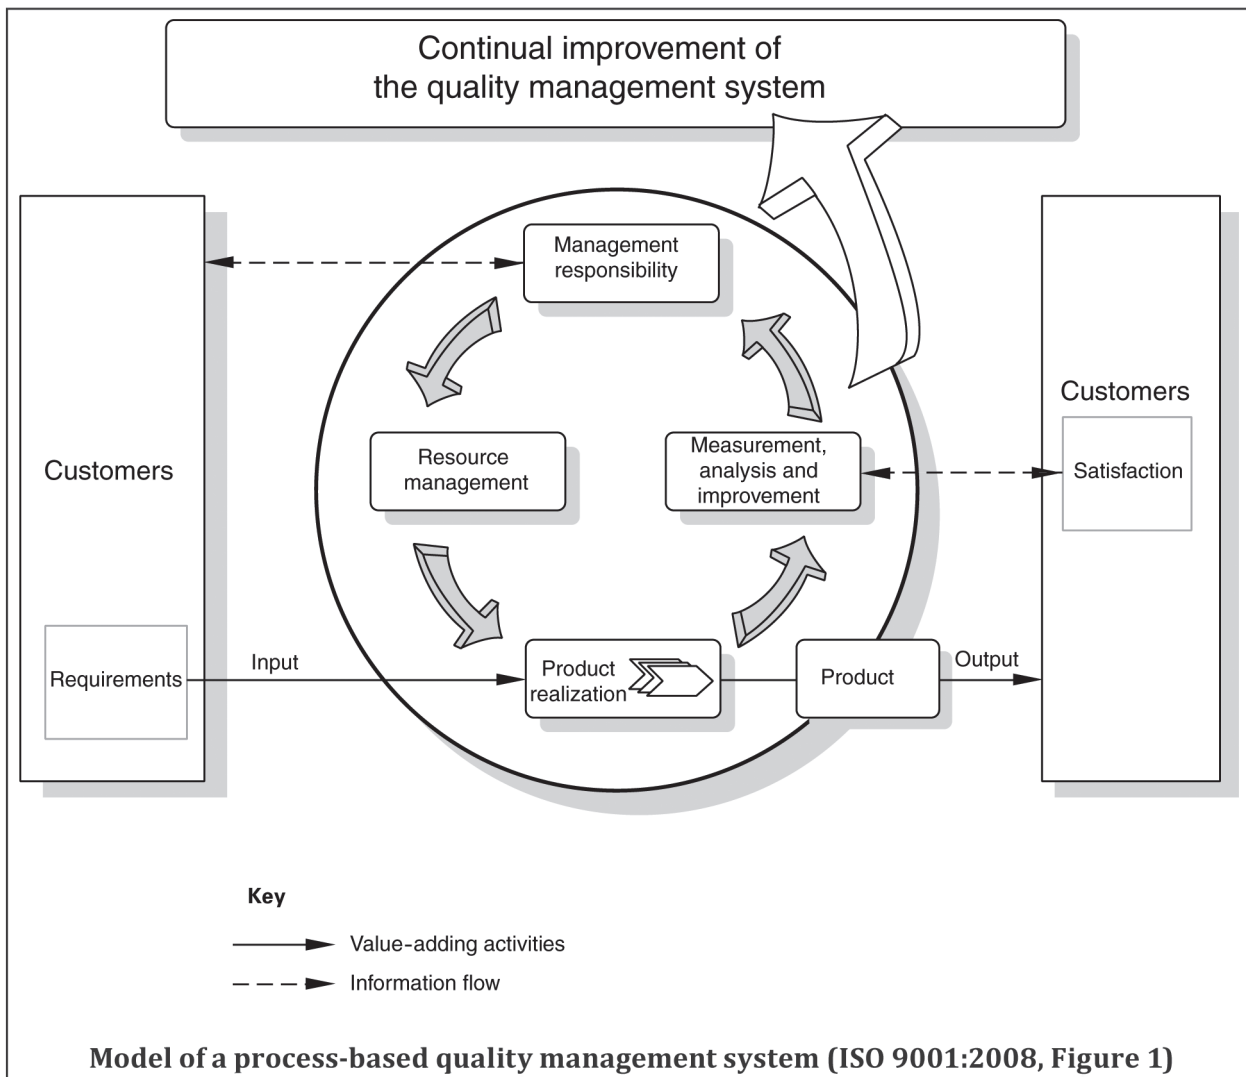 Continual improvement of
the quality management system
Management
responsibility
Customers
Resource
management
Measurement,
analysis and
improvement
Customers
Satisfaction
Requirements
Input
Product
realization
Product
Output
Key
Value-adding activities
Information flow
Model of a process-based quality management system (ISO 9001:2008, Figure 1)